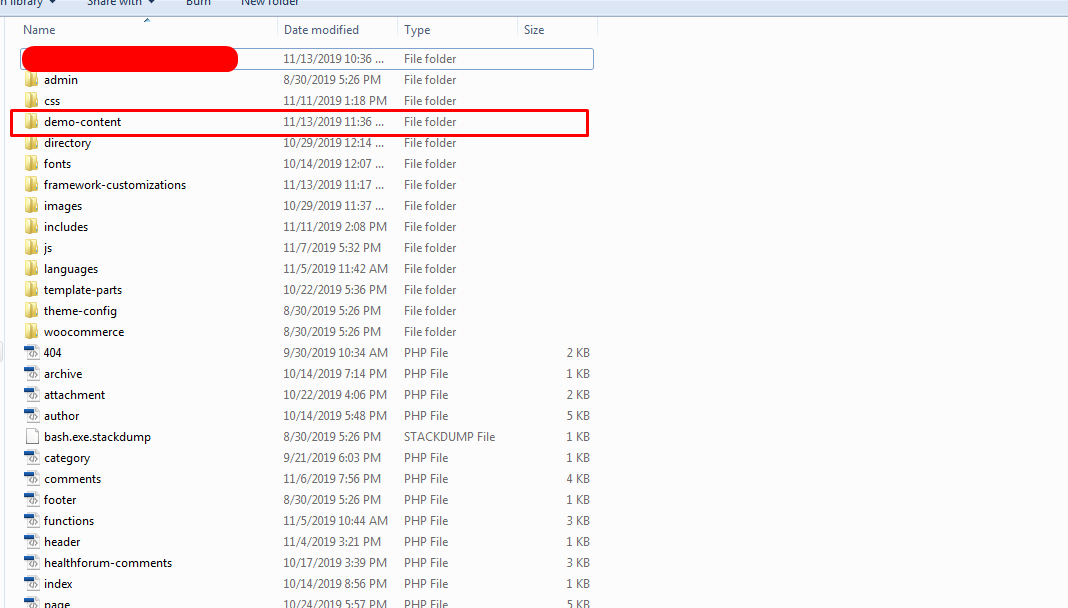 library Share with Burn New folder
Name Date modified Type Size
11/13/2019 10:36 ... File folder
admin 8/30/2019 5:26 PM File folder
css 11/11/2019 1:18 PM File folder
demo-content 11/13/2019 11:36 ... File folder
directory 10/29/2019 12:14 ... File folder
fonts 10/14/2019 12:07 ... File folder
framework-customizations 11/13/2019 11:17 ... File folder
images 10/29/2019 11:37 ... File folder
includes 11/11/2019 2:08 PM File folder
js 11/7/2019 5:32 PM File folder
languages 11/5/2019 11:42 AM File folder
template-parts 10/22/2019 5:36 PM File folder
theme-config 8/30/2019 5:26 PM File folder
woocommerce 8/30/2019 5:26 PM File folder
404 9/30/2019 10:34 AM PHP File 2 KB
archive 10/14/2019 7:14 PM PHP File 1 KB
attachment 10/22/2019 4:06 PM PHP File 2 KB
author 10/14/2019 5:48 PM PHP File 5 KB
bash.exe.stackdump 8/30/2019 5:26 PM STACKDUMP File 1 KB
category 9/21/2019 6:03 PM PHP File 1 KB
comments 11/6/2019 7:56 PM PHP File 4 KB
footer 8/30/2019 5:26 PM PHP File 1 KB
functions 11/5/2019 10:44 AM PHP File 3 KB
header 11/4/2019 3:21 PM PHP File 1 KB
healthforum-comments 10/17/2019 3:39 PM PHP File 3 KB
index 10/14/2019 8:56 PM PHP File 1 KB
page 10/24/2019 5:57 PM PHP File 5 KB